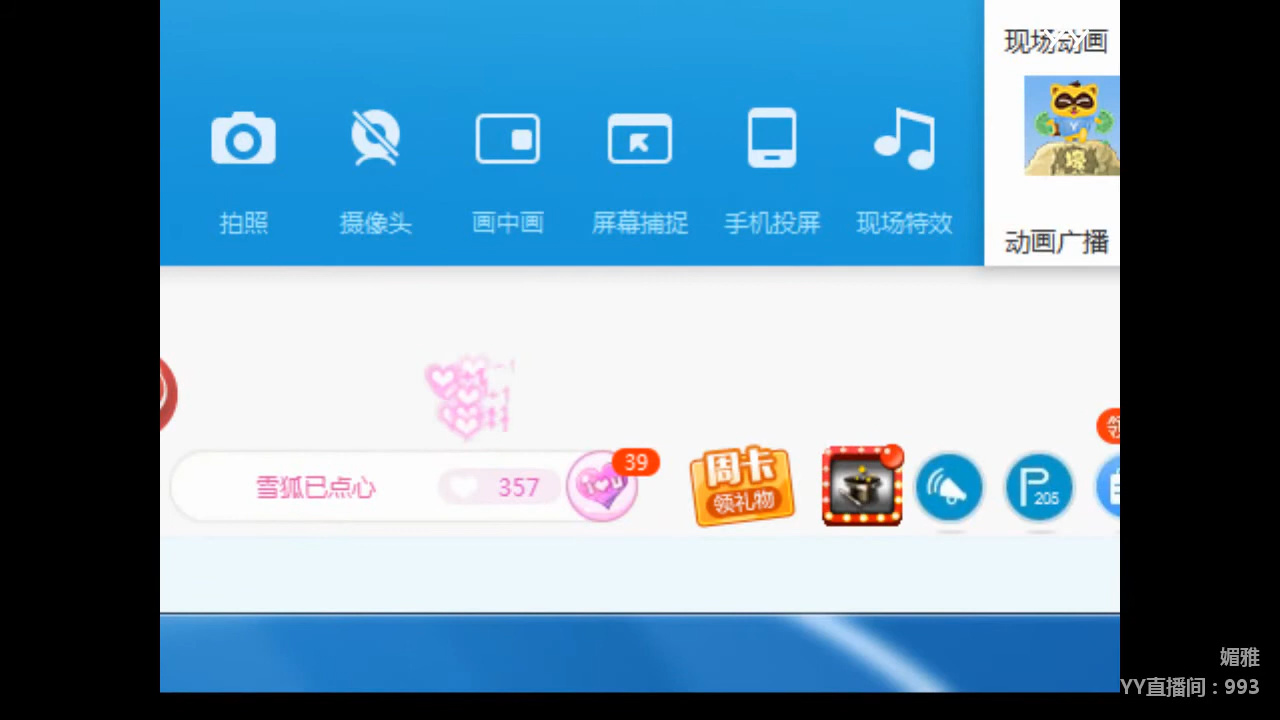 现场动画
拍照
摄像头
画中画
屏幕捕捉
手机投屏
现场特效
动画广播
39
周卡
领礼物
雪狐已点心
357
P
205
媚雅
YY直播间：993